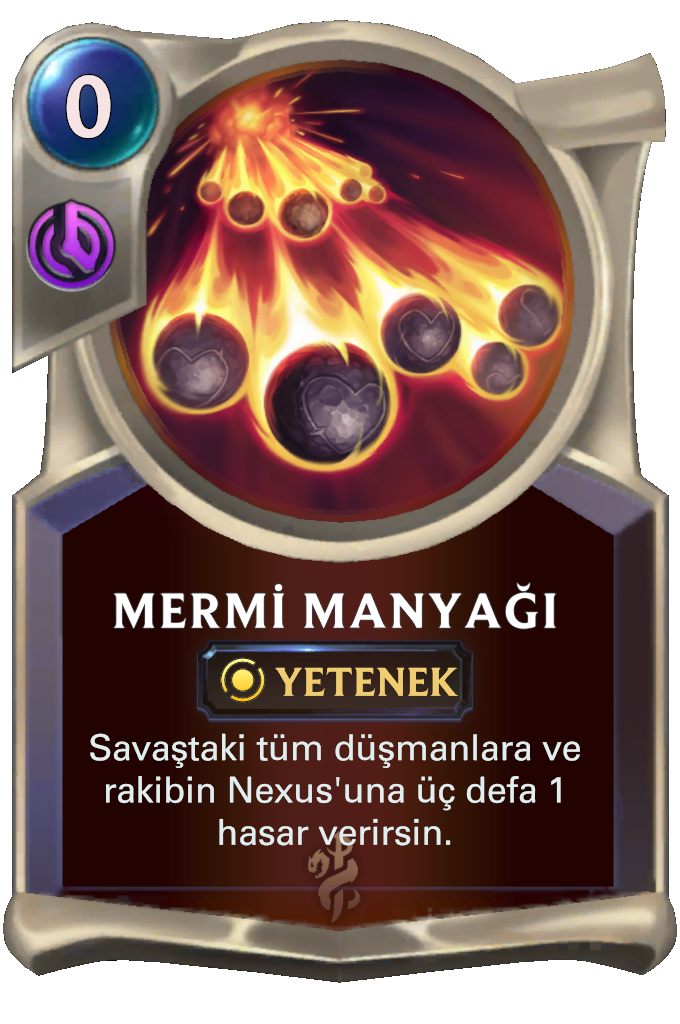 0
MERMİ MANYAĞI
YETENEK
Savaştaki tüm düşmanlara ve
rakibin Nexus'una üç defa 1
hasar verirsin.